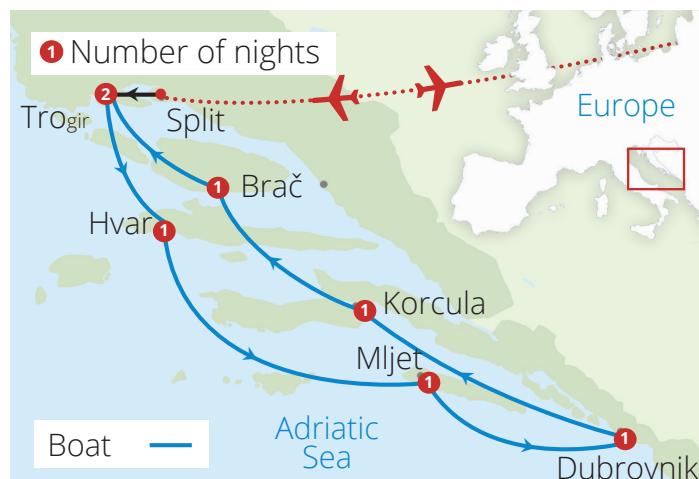 1 Number of nights
Europe
2
Trogir
Split
1
Brač
Hvar
1
1
Korcula
Mljet
1
Adriatic
Sea
1
Dubrovnik
Boat